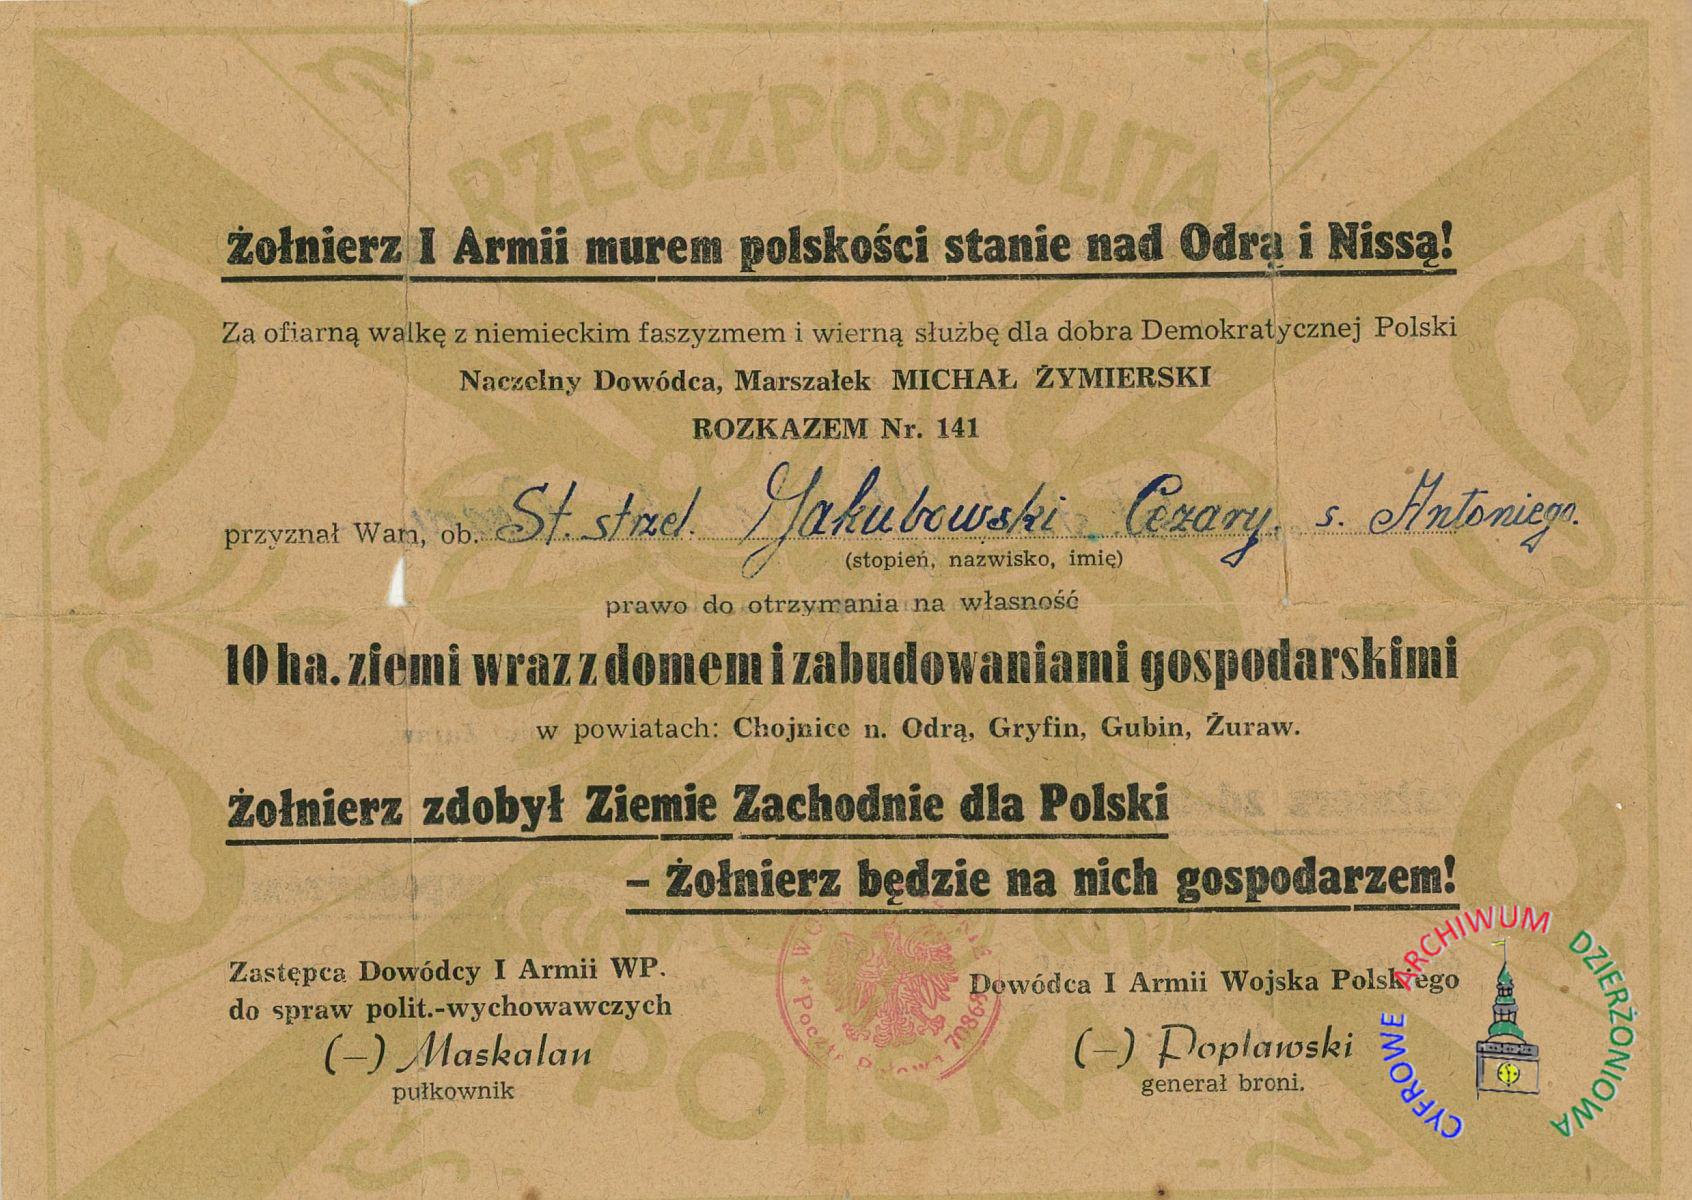 RZECZPOSPOLITA
Żołnierz I Armii murem polskości stanie nad Odrą i Nissą!
Za ofiarną walkę z niemieckim faszyzmem i wierną służbę dla dobra Demokratycznej Polski
Naczelny Dowódca, Marszałek MICHAŁ ŻYMIERSKI
ROZKAZEM Nr. 141
przyznał Wam, ob. St. strzel. Jakubowski Cezary, s. Antoniego.
(stopień, nazwisko, imię)
prawo do otrzymania na własność
10 ha. ziemi wraz z domem i zabudowaniami gospodarskimi
w powiatach: Chojnice n. Odrą, Gryfin, Gubin, Żuraw.
Żołnierz zdobył Ziemie Zachodnie dla Polski
– Żołnierz będzie na nich gospodarzem!
Zastępca Dowódcy I Armii WP.
do spraw polit.-wychowawczych
(—) Maskalan
pułkownik
Dowódca I Armii Wojska Polskiego
(—) Popławski
generał broni.
Poczta Polowa
POLSKA
CYFROWE ARCHIWUM DZIERŻONIOWA